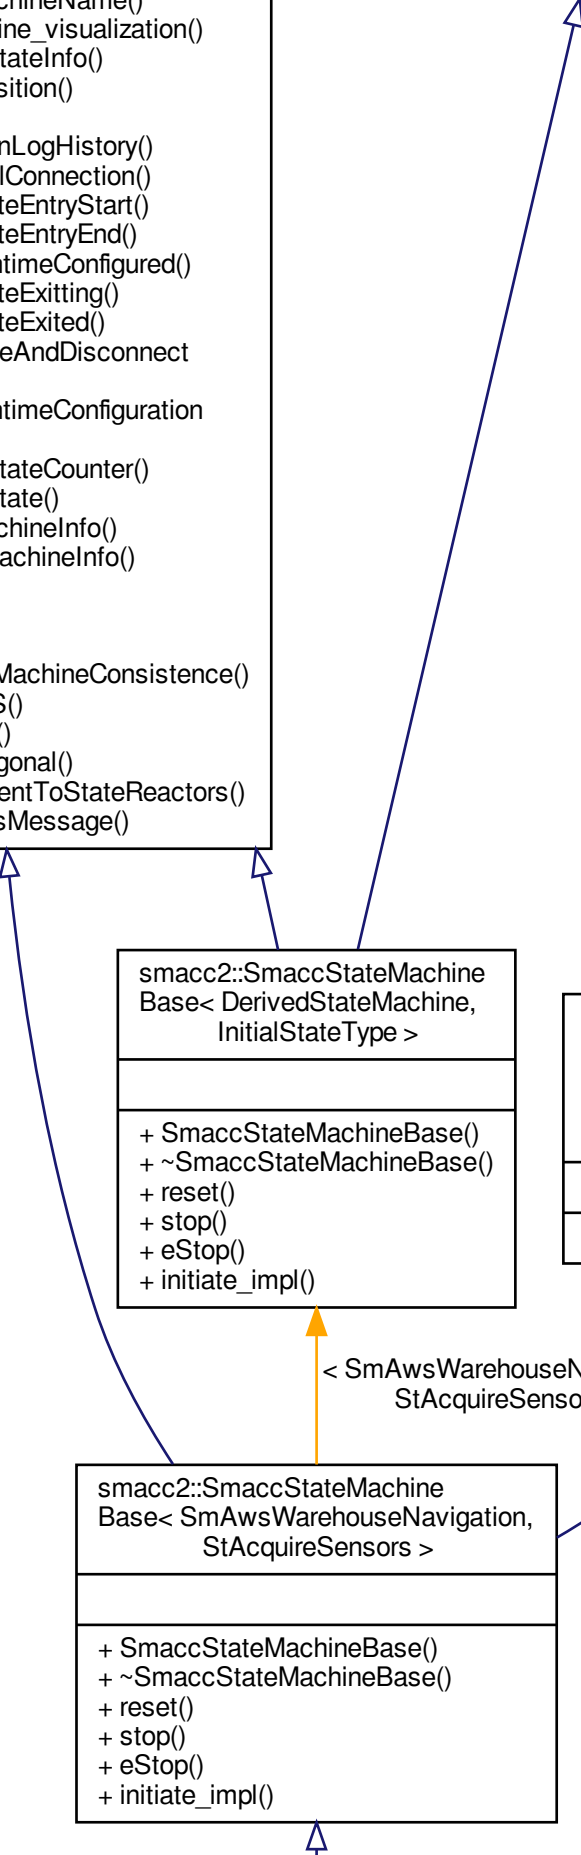 chineName()
ine_visualization()
tateInfo()
sition()
nLogHistory()
lConnection()
teEntryStart()
teEntryEnd()
ntimeConfigured()
teExitting()
teExited()
eAndDisconnect
ntimeConfiguration
tateCounter()
tate()
chineInfo()
achineInfo()
MachineConsistence()
S()
()
gonal()
entToStateReactors()
sMessage()
smacc2::SmaccStateMachine
Base< DerivedStateMachine,
InitialStateType >
+ SmaccStateMachineBase()
+ ~SmaccStateMachineBase()
+ reset()
+ stop()
+ eStop()
+ initiate_impl()
< SmAwsWarehouseN
StAcquireSenso
smacc2::SmaccStateMachine
Base< SmAwsWarehouseNavigation,
StAcquireSensors >
+ SmaccStateMachineBase()
+ ~SmaccStateMachineBase()
+ reset()
+ stop()
+ eStop()
+ initiate_impl()